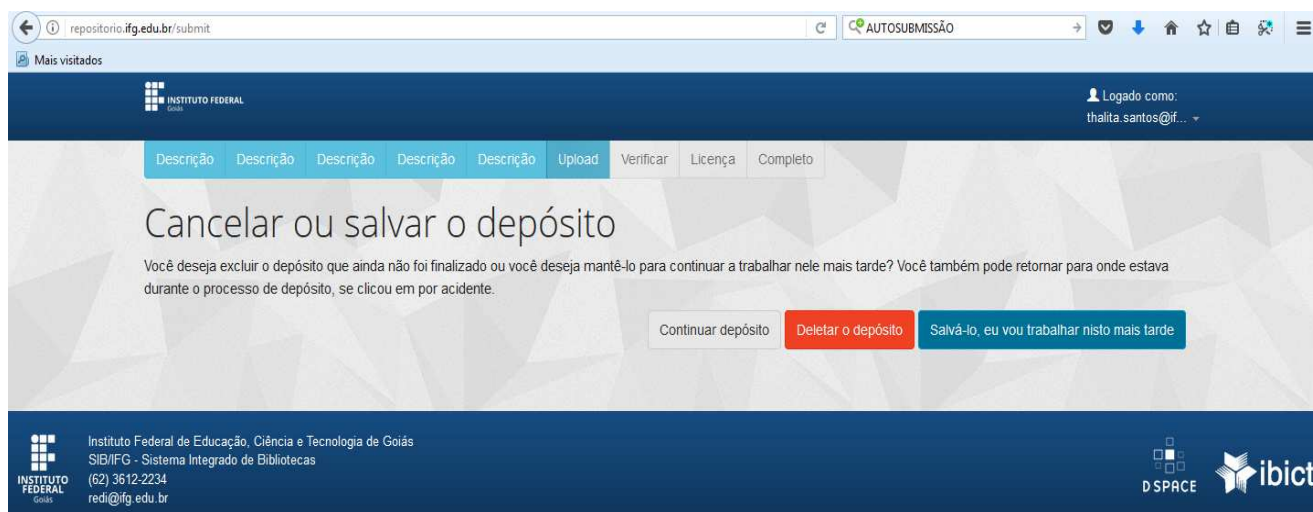 repositorio.ifg.edu.br/submit
AUTOSUBMISSÃO
Mais visitados
INSTITUTO FEDERAL
Goiás
Logado como:
thalita.santos@if...
Descrição Descrição Descrição Descrição Descrição Upload Verificar Licença Completo
Cancelar ou salvar o depósito
Você deseja excluir o depósito que ainda não foi finalizado ou você deseja mantê-lo para continuar a trabalhar nele mais tarde? Você também pode retornar para onde estava
durante o processo de depósito, se clicou em por acidente.
Continuar depósito Deletar o depósito Salvá-lo, eu vou trabalhar nisto mais tarde
INSTITUTO
FEDERAL
Goiás
Instituto Federal de Educação, Ciência e Tecnologia de Goiás
SIB/IFG - Sistema Integrado de Bibliotecas
(62) 3612-2234
redi@ifg.edu.br
DSPACE
ibict